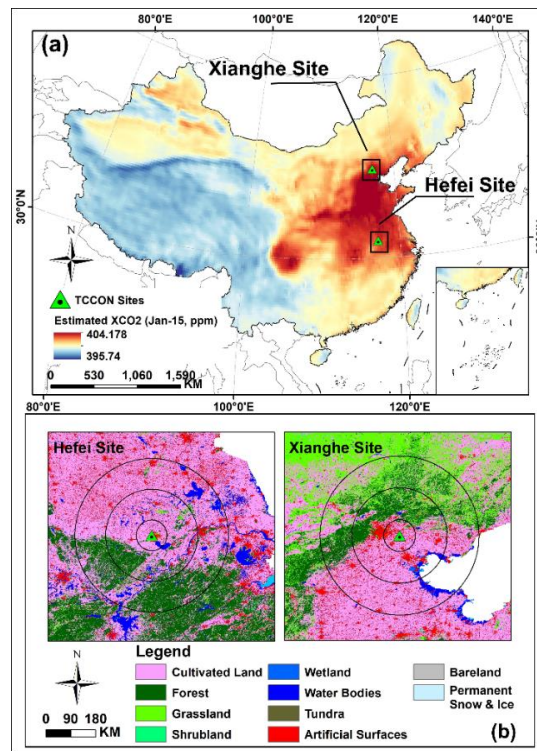 80°0'E 100°0'E 120°0'E 140°0'E
(a)
Xianghe Site
Hefei Site
30°0'N
N
TCCON Sites
Estimated XCO2 (Jan-15, ppm)
404.178
395.74
0 530 1,060 1,590
KM
80°0'E 100°0'E 120°0'E
Hefei Site Xianghe Site
Legend
N
Cultivated Land Wetland Bareland
Forest Water Bodies Permanent
Snow & Ice
Grassland Tundra
Shrubland Artificial Surfaces
0 90 180
KM
(b)